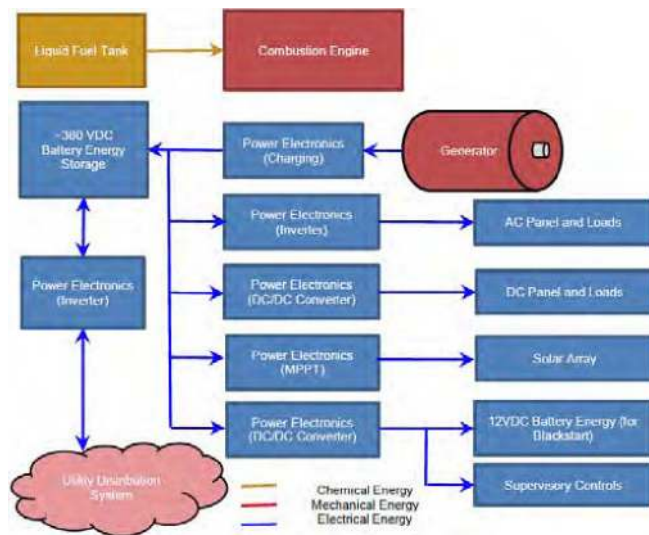 Liquid Fuel Tank
Combustion Engine
~380 VDC
Battery Energy
Storage
Power Electronics
(Charging)
Generator
Power Electronics
(Inverter)
AC Panel and Loads
Power Electronics
(Inverter)
Power Electronics
(DC/DC Converter)
DC Panel and Loads
Power Electronics
(MPPT)
Solar Array
Power Electronics
(DC/DC Converter)
12VDC Battery Energy (for
Blackstart)
Utility Distribution
System
Supervisory Controls
Chemical Energy
Mechanical Energy
Electrical Energy